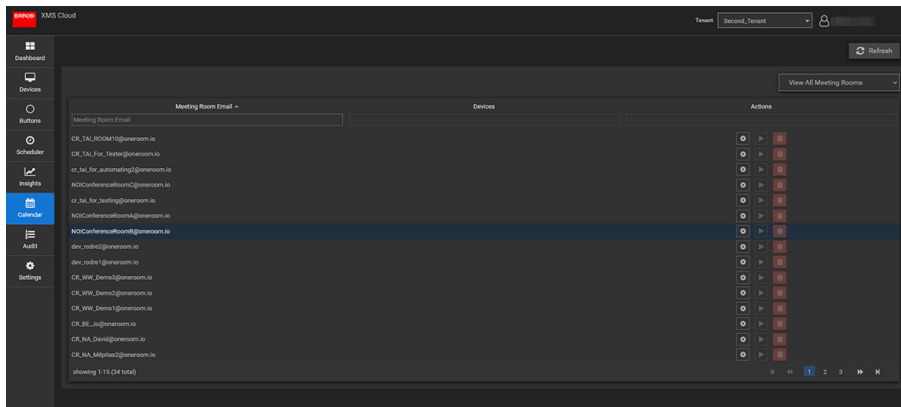 BARCO XMS Cloud
Tenant Second_Tenant
Dashboard
Refresh
Devices
View All Meeting Rooms
Meeting Room Email Devices Actions
Meeting Room Email
Buttons
CR_TAI_ROOM10@oneroom.io
Scheduler
CR_TAI_For_Tester@oneroom.io
cr_tai_for_automating2@oneroom.io
Insights
NOIConferenceRoomC@oneroom.io
cr_tai_for_testing@oneroom.io
Calendar
NOIConferenceRoomA@oneroom.io
NOIConferenceRoomB@oneroom.io
Audit
dev_rodre2@oneroom.io
dev_rodre1@oneroom.io
Settings
CR_WW_Demo3@oneroom.io
CR_WW_Demo2@oneroom.io
CR_WW_Demo1@oneroom.io
CR_BE_Jo@oneroom.io
CR_NA_David@oneroom.io
CR_NA_Milpitas2@oneroom.io
showing 1-15 (34 total) 1 2 3